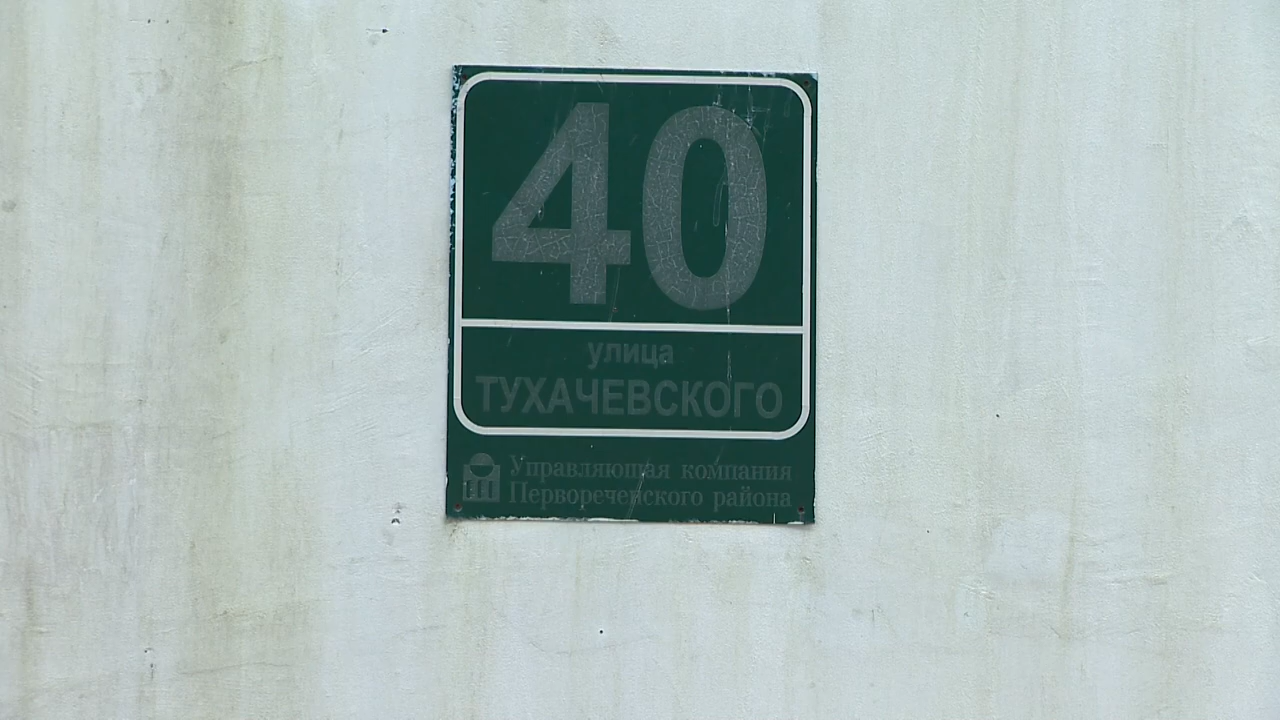 40
улица
ТУХАЧЕВСКОГО
Управляющая компания
Первореченского района